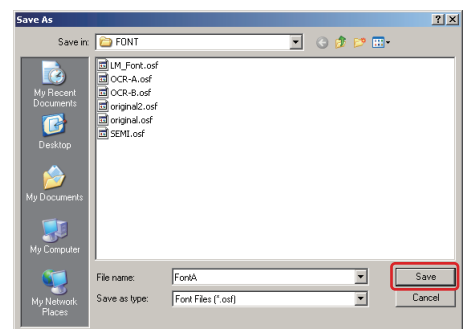 Save As
Save in:
FONT
My Recent
Documents
Desktop
My Documents
My Computer
My Network
Places
LM_Font.osf
OCR-A.osf
OCR-B.osf
original2.osf
original.osf
SEMI.osf
File name:
FontA
Save
Save as type:
Font Files (*.osf)
Cancel